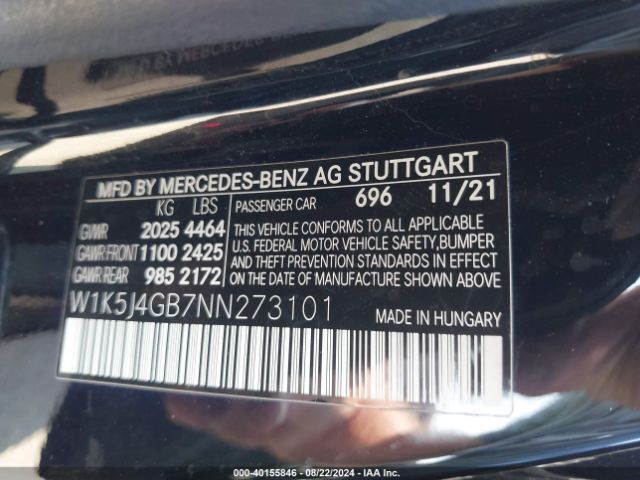 MFD BY MERCEDES-BENZ AG STUTTGART
KG LBS
GVWR 2025 4464
GAWR FRONT 1100 2425
GAWR REAR 985 2172
PASSENGER CAR 696 11/21
THIS VEHICLE CONFORMS TO ALL APPLICABLE
U.S. FEDERAL MOTOR VEHICLE SAFETY, BUMPER
AND THEFT PREVENTION STANDARDS IN EFFECT
ON THE DATE OF MANUFACTURE SHOWN ABOVE.
W1K5J4GB7NN273101
MADE IN HUNGARY
000-40155846 - 08/22/2024 - IAA Inc.